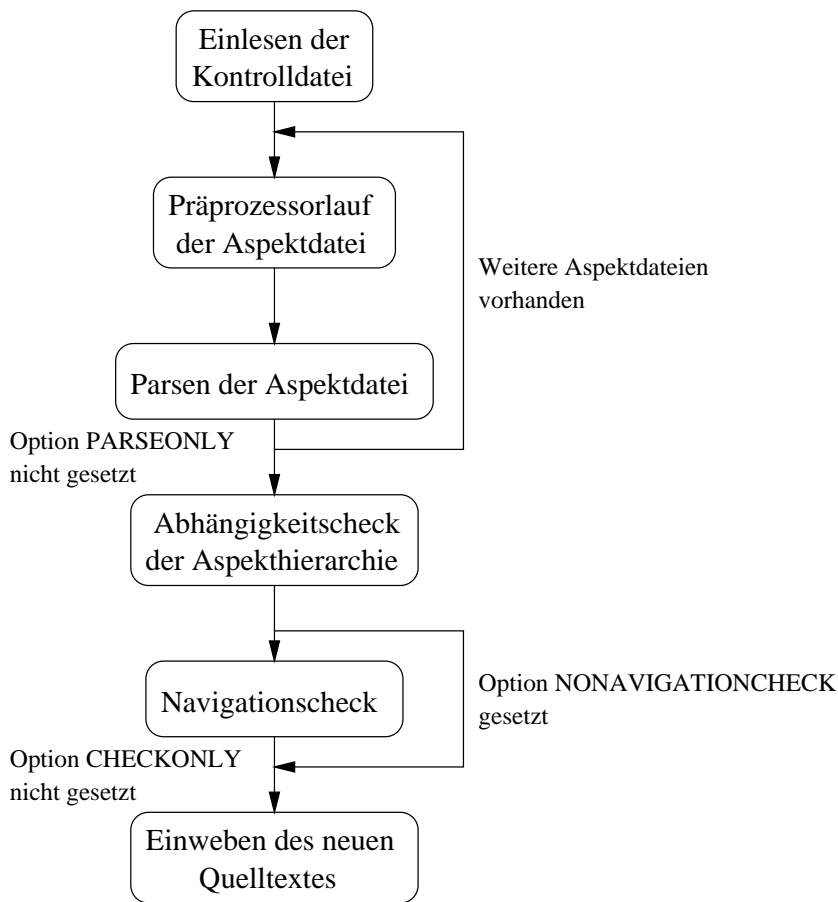 Einlesen der
Kontrolldatei
Präprozessorlauf
der Aspektdatei
Weitere Aspektdateien
vorhanden
Parsen der Aspektdatei
Option PARSEONLY
nicht gesetzt
Abhängigkeitscheck
der Aspekthierarchie
Navigationscheck
Option NONAVIGATIONCHECK
gesetzt
Option CHECKONLY
nicht gesetzt
Einweben des neuen
Quelltextes